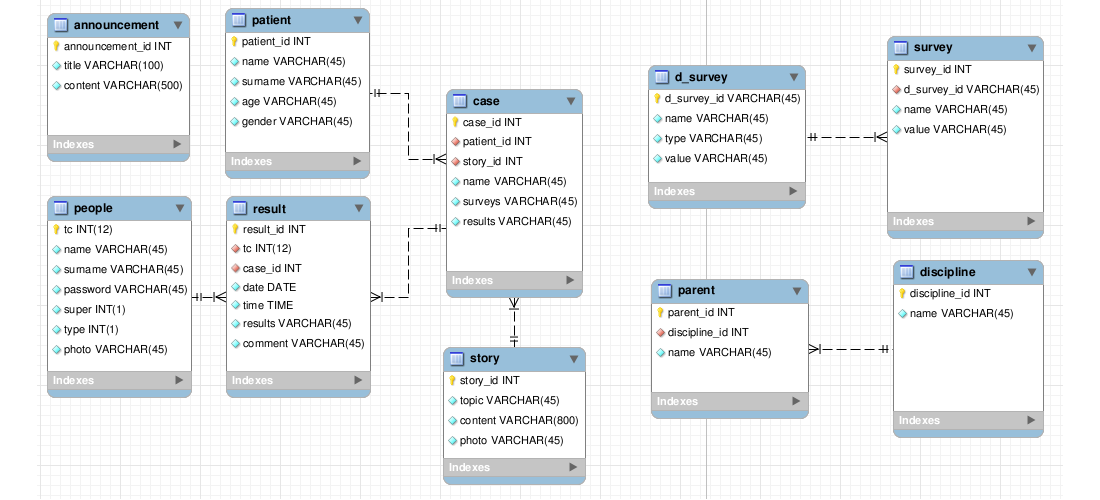 announcement
announcement_id INT
title VARCHAR(100)
content VARCHAR(500)
Indexes
patient
patient_id INT
name VARCHAR(45)
surname VARCHAR(45)
age VARCHAR(45)
gender VARCHAR(45)
Indexes
case
case_id INT
patient_id INT
story_id INT
name VARCHAR(45)
surveys VARCHAR(45)
results VARCHAR(45)
Indexes
d_survey
d_survey_id VARCHAR(45)
name VARCHAR(45)
type VARCHAR(45)
value VARCHAR(45)
Indexes
survey
survey_id INT
d_survey_id VARCHAR(45)
name VARCHAR(45)
value VARCHAR(45)
Indexes
people
tc INT(12)
name VARCHAR(45)
surname VARCHAR(45)
password VARCHAR(45)
super INT(1)
type INT(1)
photo VARCHAR(45)
Indexes
result
result_id INT
tc INT(12)
case_id INT
date DATE
time TIME
results VARCHAR(45)
comment VARCHAR(45)
Indexes
story
story_id INT
topic VARCHAR(45)
content VARCHAR(800)
photo VARCHAR(45)
Indexes
parent
parent_id INT
discipline_id INT
name VARCHAR(45)
Indexes
discipline
discipline_id INT
name VARCHAR(45)
Indexes